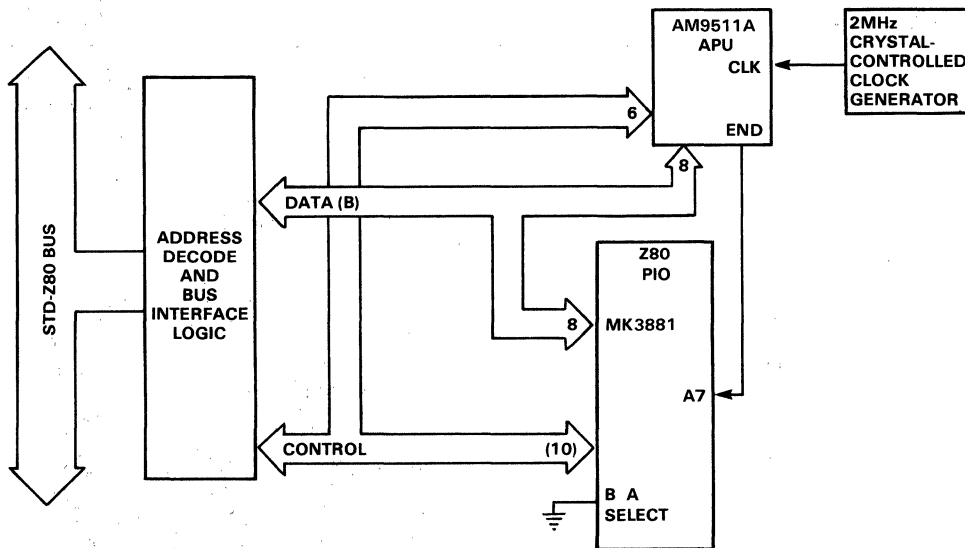 STD-Z80 BUS
ADDRESS
DECODE
AND
BUS
INTERFACE
LOGIC
DATA (B)
CONTROL
(10)
6
8
8
AM9511A
APU
CLK
END
2MHz
CRYSTAL-
CONTROLLED
CLOCK
GENERATOR
Z80
PIO
MK3881
A7
B A
SELECT